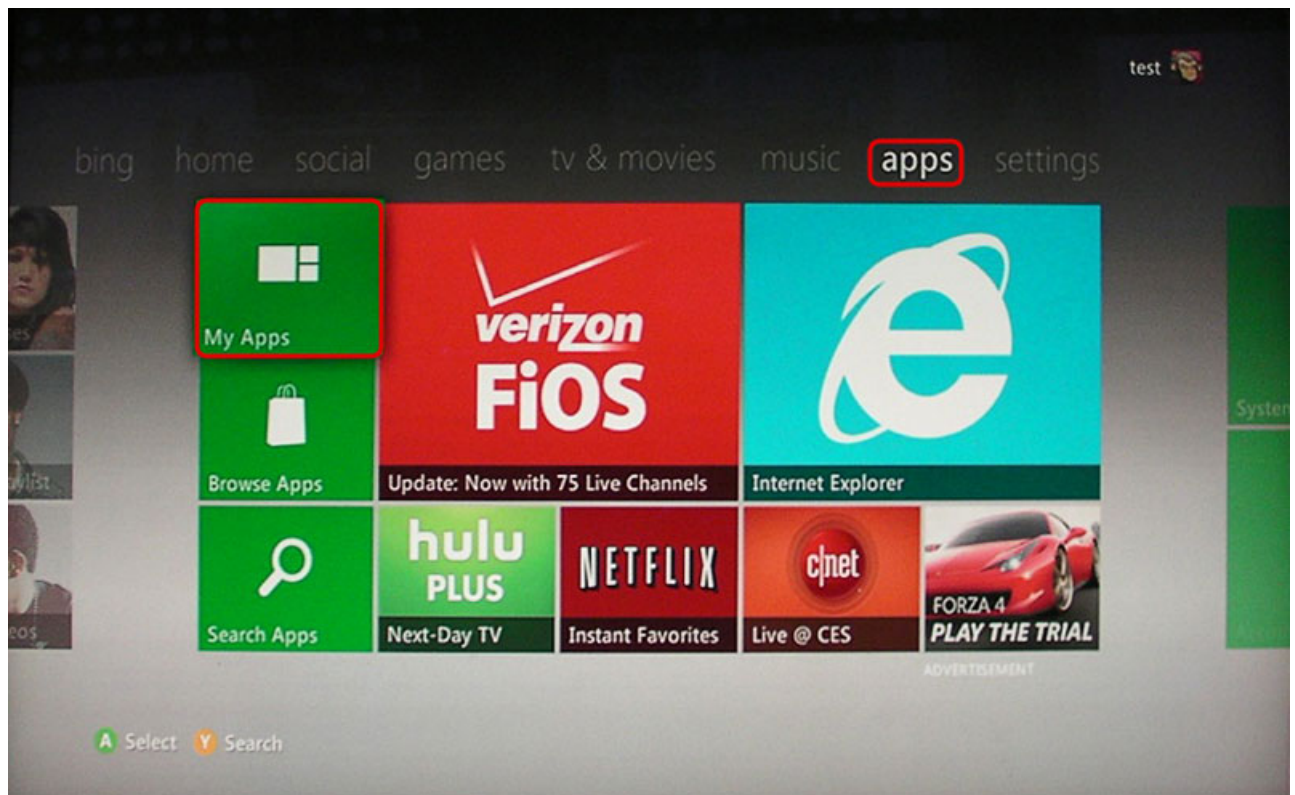 test
bing home social games tv & movies music apps settings
My Apps
verizon
FiOS
Update: Now with 75 Live Channels
Internet Explorer
Browse Apps
System
hulu
PLUS
Next-Day TV
NETFLIX
Instant Favorites
c|net
Live @ CES
FORZA 4
PLAY THE TRIAL
Search Apps
ADVERTISEMENT
A Select Y Search